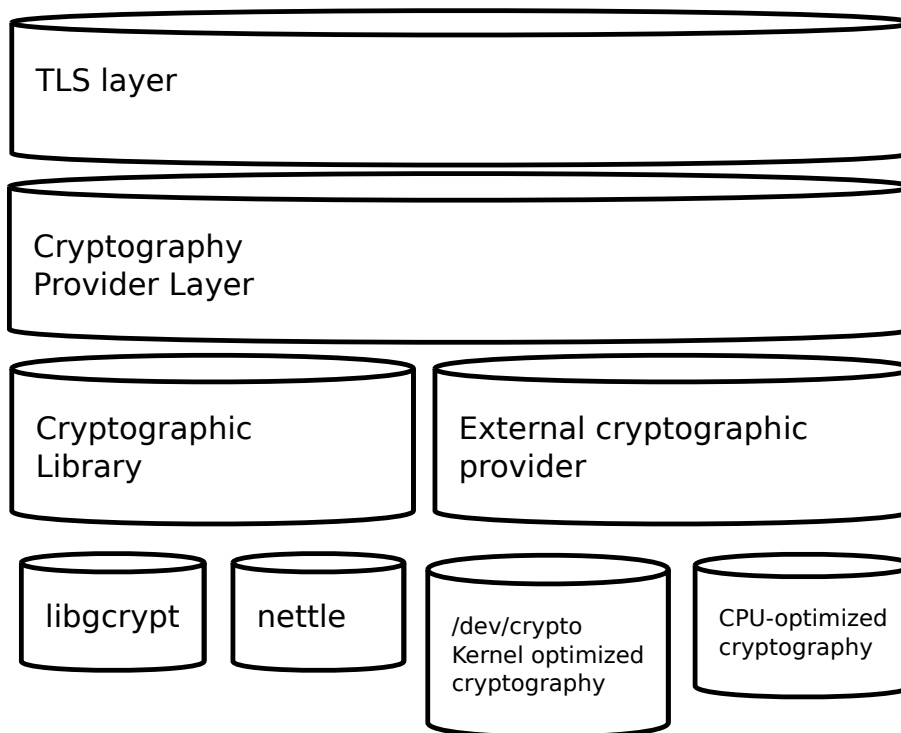 TLS layer
Cryptography
Provider Layer
Cryptographic
Library
External cryptographic
provider
libgcrypt
nettle
/dev/crypto
Kernel optimized
cryptography
CPU-optimized
cryptography